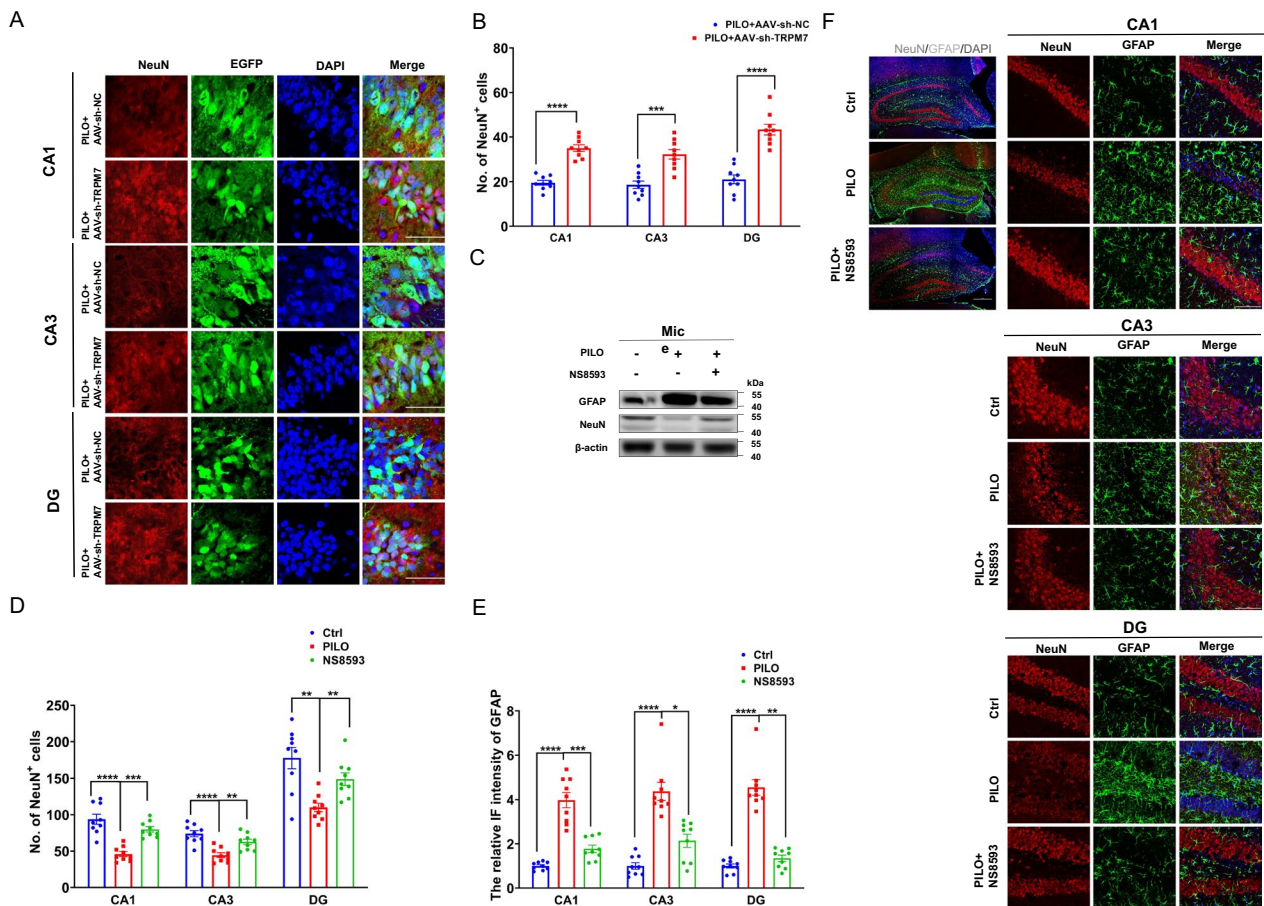 A
NeuN EGFP DAPI Merge
CA1
PILO+
AAV-sh-NC
PILO+
AAV-sh-TRPM7
CA3
PILO+
AAV-sh-NC
PILO+
AAV-sh-TRPM7
DG
PILO+
AAV-sh-NC
PILO+
AAV-sh-TRPM7
B
PILO+AAV-sh-NC
PILO+AAV-sh-TRPM7
No. of NeuN+ cells
80
60
40
20
0
**** *** ****
CA1 CA3 DG
C
Mic
e
PILO - + +
NS8593 - - +
kDa
GFAP 55
40
NeuN 55
40
β-actin 55
40
D
Ctrl
PILO
NS8593
No. of NeuN+ cells
250
200
150
100
50
0
**** *** **** ** ** **
CA1 CA3 DG
E
Ctrl
PILO
NS8593
The relative IF intensity of GFAP
8
6
4
2
0
**** *** **** * **** **
CA1 CA3 DG
F
NeuN/GFAP/DAPI
Ctrl
PILO
PILO+
NS8593
CA1
NeuN GFAP Merge
CA3
NeuN GFAP Merge
Ctrl
PILO
PILO+
NS8593
DG
NeuN GFAP Merge
Ctrl
PILO
PILO+
NS8593